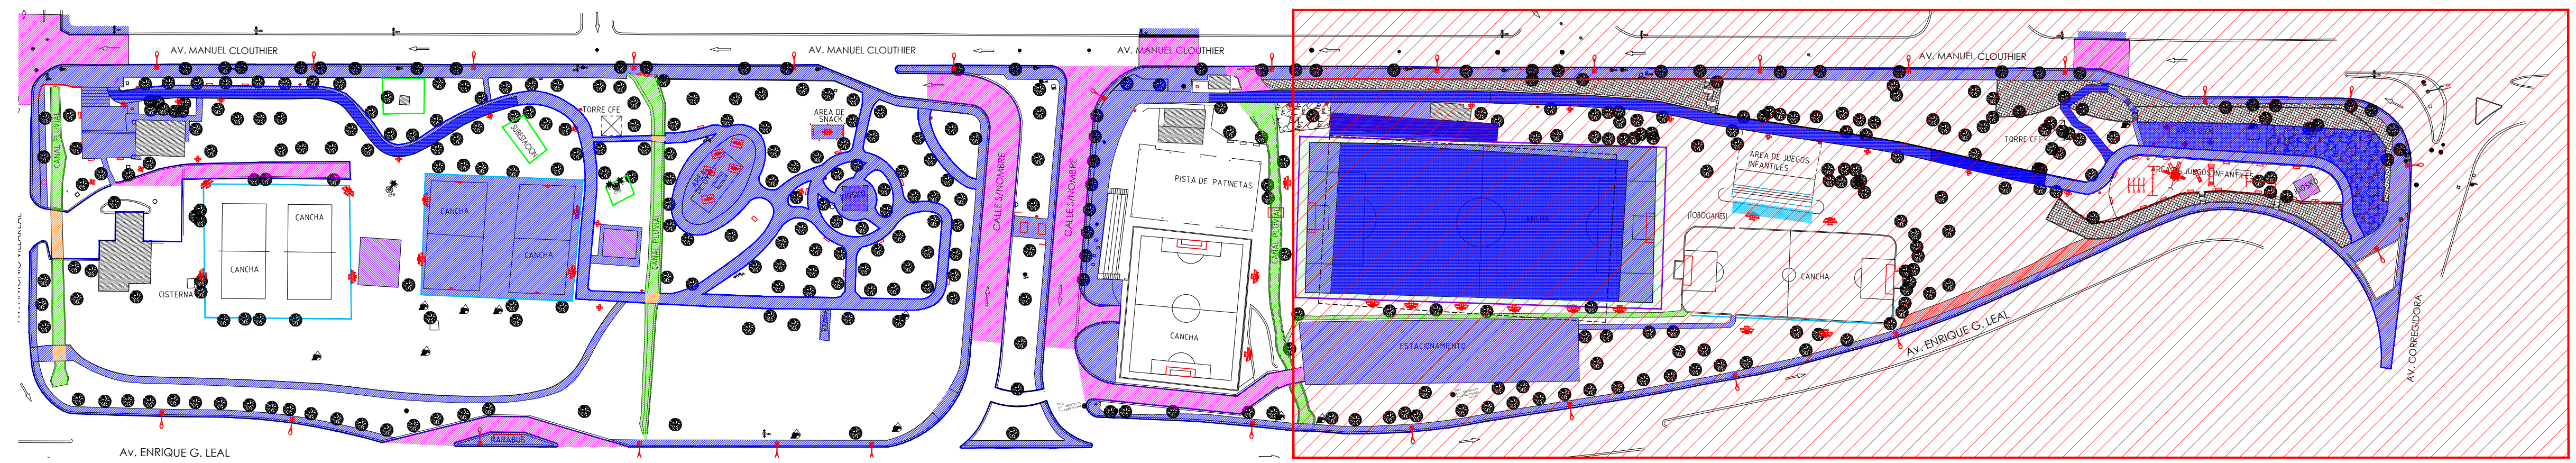 AV. MANUEL CLOUTHIER
AV. MANUEL CLOUTHIER
AV. MANUEL CLOUTHIER
AV. MANUEL CLOUTHIER
CANAL PLUVIAL
TORRE CFE
SUBESTACION
AREA DE
SNACK
KIOSKO
CANCHA
CANCHA
CANCHA
CANCHA
CANCHA
CISTERNA
CANAL PLUVIAL
PARABUS
Av. ENRIQUE G. LEAL
CALLE S/NOMBRE
CALLE S/NOMBRE
PISTA DE PATINETAS
CANCHA
CANAL PLUVIAL
CANCHA
ESTACIONAMIENTO
AREA DE JUEGOS
INFANTILES
(TOBOGANES)
CANCHA
TORRE CFE
AREA GYM
AREA DE JUEGOS INFANTILES
KIOSKO
Av. ENRIQUE G. LEAL
AV. CORREGIDORA